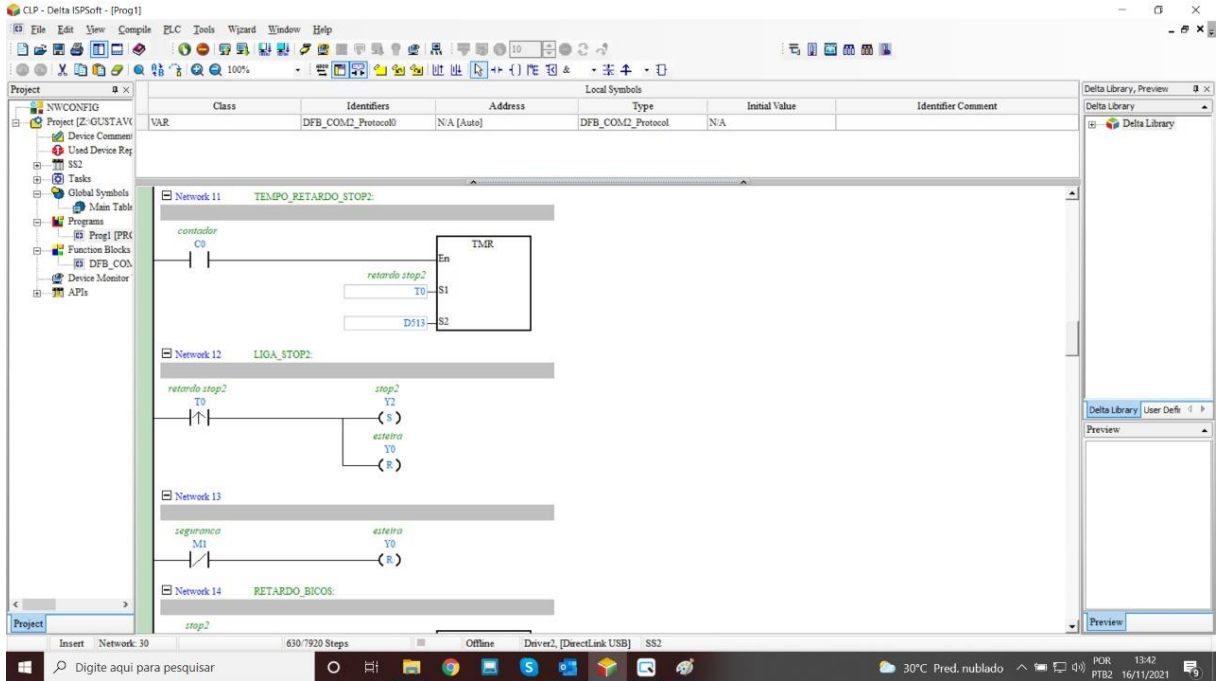 CLP - Delta ISPSoft - [Prog1]
File Edit View Compile PLC Tools Wizard Window Help
10
100%
Project
NWCONFIG
Project [Z:\GUSTAV(
Device Comment
Used Device Rep
SS2
Tasks
Global Symbols
Main Table
Programs
Prog1 [PR(
Function Blocks
DFB_CON
Device Monitor
APIs
Project
Local Symbols
Class Identifiers Address Type Initial Value Identifier Comment
VAR DFB_COM2_Protocol0 N/A [Auto] DFB_COM2_Protocol N/A
Network 11 TEMPO_RETARDO_STOP2:
contador
C0
TMR
En
retardo stop2
T0 S1
D513 S2
Network 12 LIGA_STOP2:
retardo stop2 stop2
T0 Y2
S
esteira
Y0
R
Network 13
seguranca esteira
M1 Y0
R
Network 14 RETARDO_BICOS:
stop2
Delta Library, Preview
Delta Library
Delta Library
Delta Library User Defir
Preview
Preview
Insert Network: 30 630/7920 Steps Offline Driver2, [DirectLink USB] SS2
Digite aqui para pesquisar
30°C Pred. nublado
POR
PTB2
13:42
16/11/2021